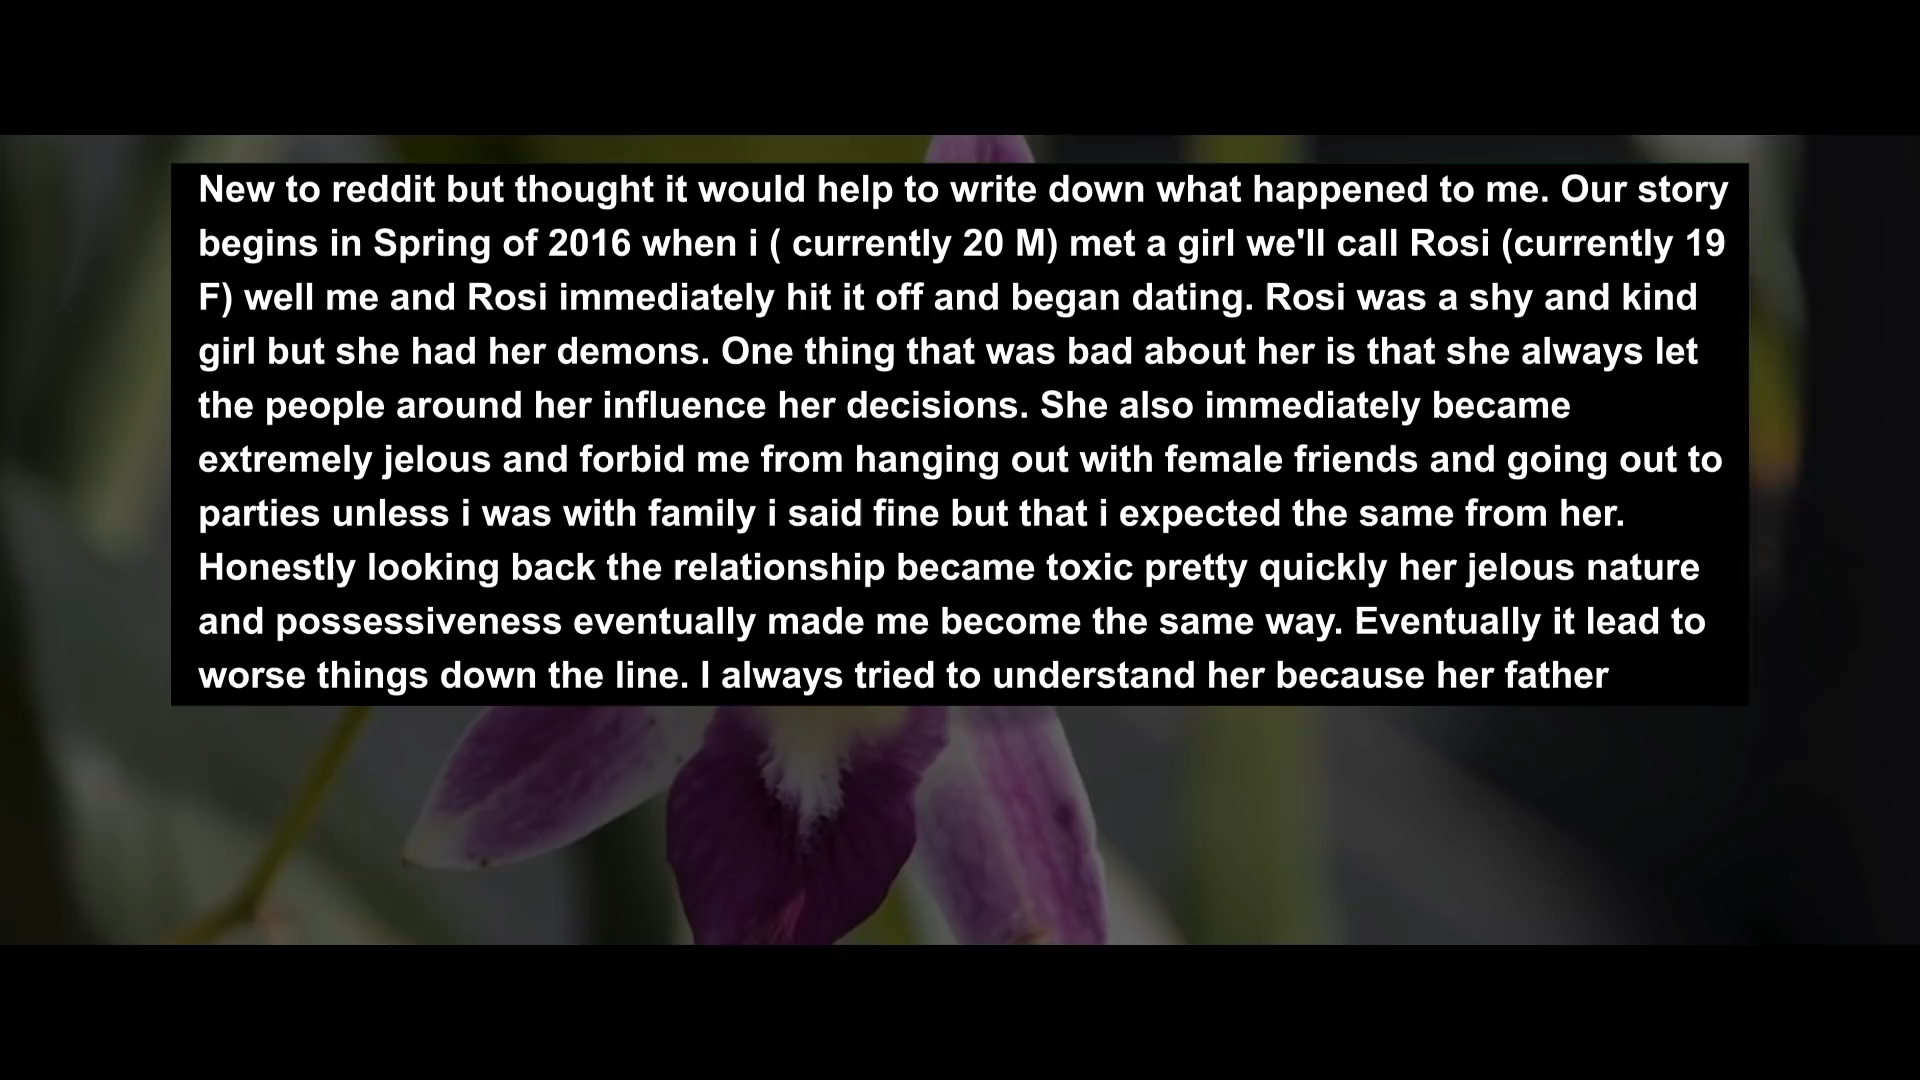 New to reddit but thought it would help to write down what happened to me. Our story
begins in Spring of 2016 when i ( currently 20 M) met a girl we'll call Rosi (currently 19
F) well me and Rosi immediately hit it off and began dating. Rosi was a shy and kind
girl but she had her demons. One thing that was bad about her is that she always let
the people around her influence her decisions. She also immediately became
extremely jelous and forbid me from hanging out with female friends and going out to
parties unless i was with family i said fine but that i expected the same from her.
Honestly looking back the relationship became toxic pretty quickly her jelous nature
and possessiveness eventually made me become the same way. Eventually it lead to
worse things down the line. I always tried to understand her because her father